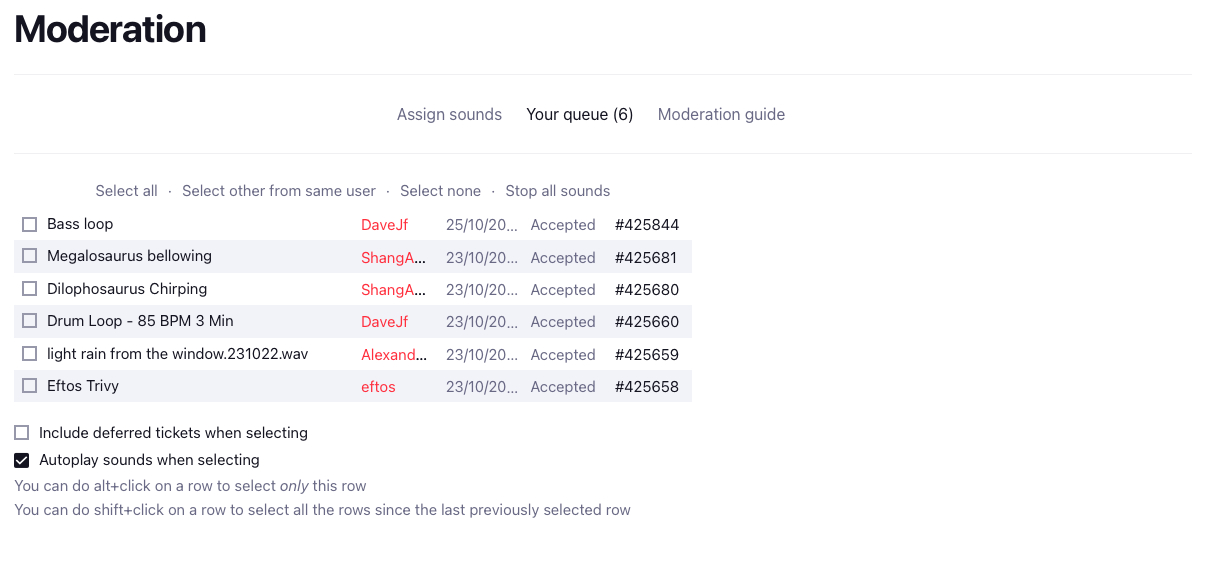 Moderation
Assign sounds Your queue (6) Moderation guide
Select all · Select other from same user · Select none · Stop all sounds
Bass loop DaveJf 25/10/20... Accepted #425844
Megalosaurus bellowing ShangA... 23/10/20... Accepted #425681
Dilophosaurus Chirping ShangA... 23/10/20... Accepted #425680
Drum Loop - 85 BPM 3 Min DaveJf 23/10/20... Accepted #425660
light rain from the window.231022.wav Alexand... 23/10/20... Accepted #425659
Eftos Trivy eftos 23/10/20... Accepted #425658
Include deferred tickets when selecting
Autoplay sounds when selecting
You can do alt+click on a row to select only this row
You can do shift+click on a row to select all the rows since the last previously selected row